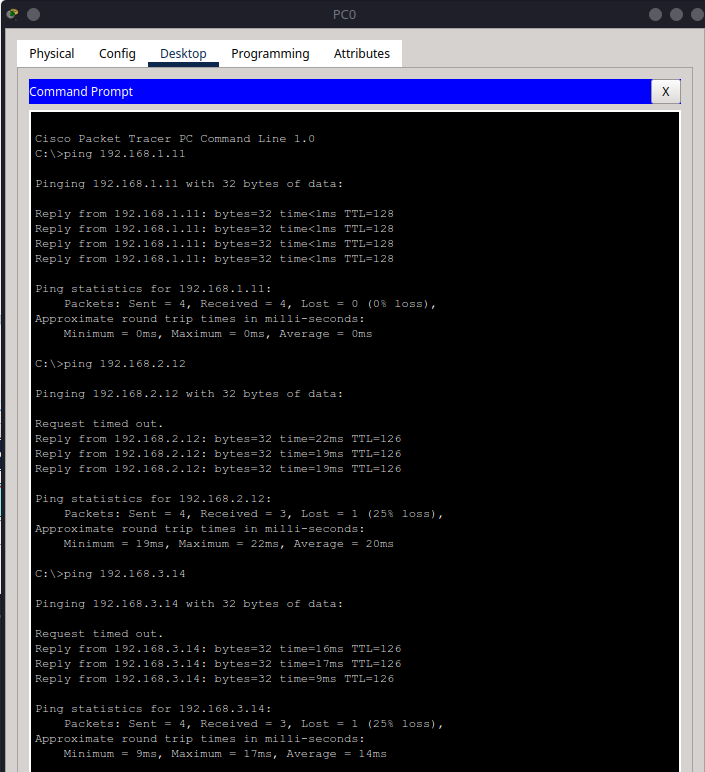 PC0
Physical Config Desktop Programming Attributes
Command Prompt
X
Cisco Packet Tracer PC Command Line 1.0
C:\>ping 192.168.1.11
Pinging 192.168.1.11 with 32 bytes of data:
Reply from 192.168.1.11: bytes=32 time<1ms TTL=128
Reply from 192.168.1.11: bytes=32 time<1ms TTL=128
Reply from 192.168.1.11: bytes=32 time<1ms TTL=128
Reply from 192.168.1.11: bytes=32 time<1ms TTL=128
Ping statistics for 192.168.1.11:
Packets: Sent = 4, Received = 4, Lost = 0 (0% loss),
Approximate round trip times in milli-seconds:
Minimum = 0ms, Maximum = 0ms, Average = 0ms
C:\>ping 192.168.2.12
Pinging 192.168.2.12 with 32 bytes of data:
Request timed out.
Reply from 192.168.2.12: bytes=32 time=22ms TTL=126
Reply from 192.168.2.12: bytes=32 time=19ms TTL=126
Reply from 192.168.2.12: bytes=32 time=19ms TTL=126
Ping statistics for 192.168.2.12:
Packets: Sent = 4, Received = 3, Lost = 1 (25% loss),
Approximate round trip times in milli-seconds:
Minimum = 19ms, Maximum = 22ms, Average = 20ms
C:\>ping 192.168.3.14
Pinging 192.168.3.14 with 32 bytes of data:
Request timed out.
Reply from 192.168.3.14: bytes=32 time=16ms TTL=126
Reply from 192.168.3.14: bytes=32 time=17ms TTL=126
Reply from 192.168.3.14: bytes=32 time=9ms TTL=126
Ping statistics for 192.168.3.14:
Packets: Sent = 4, Received = 3, Lost = 1 (25% loss),
Approximate round trip times in milli-seconds:
Minimum = 9ms, Maximum = 17ms, Average = 14ms